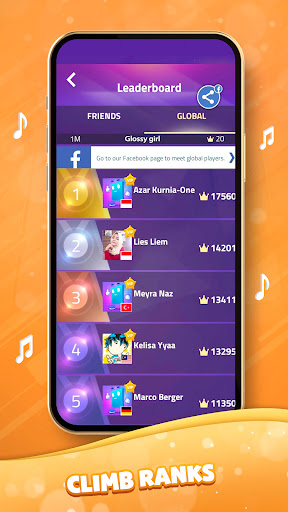 Leaderboard
FRIENDS GLOBAL
1M Glossy girl 20
f Go to our Facebook page to meet global players.
1 Azar Kurnia-One 17560
2 Lies Liem 14201
3 Meyra Naz 13954
4 Kelisa Yyaa 13295
5 Marco Berger 11350
CLIMB RANKS